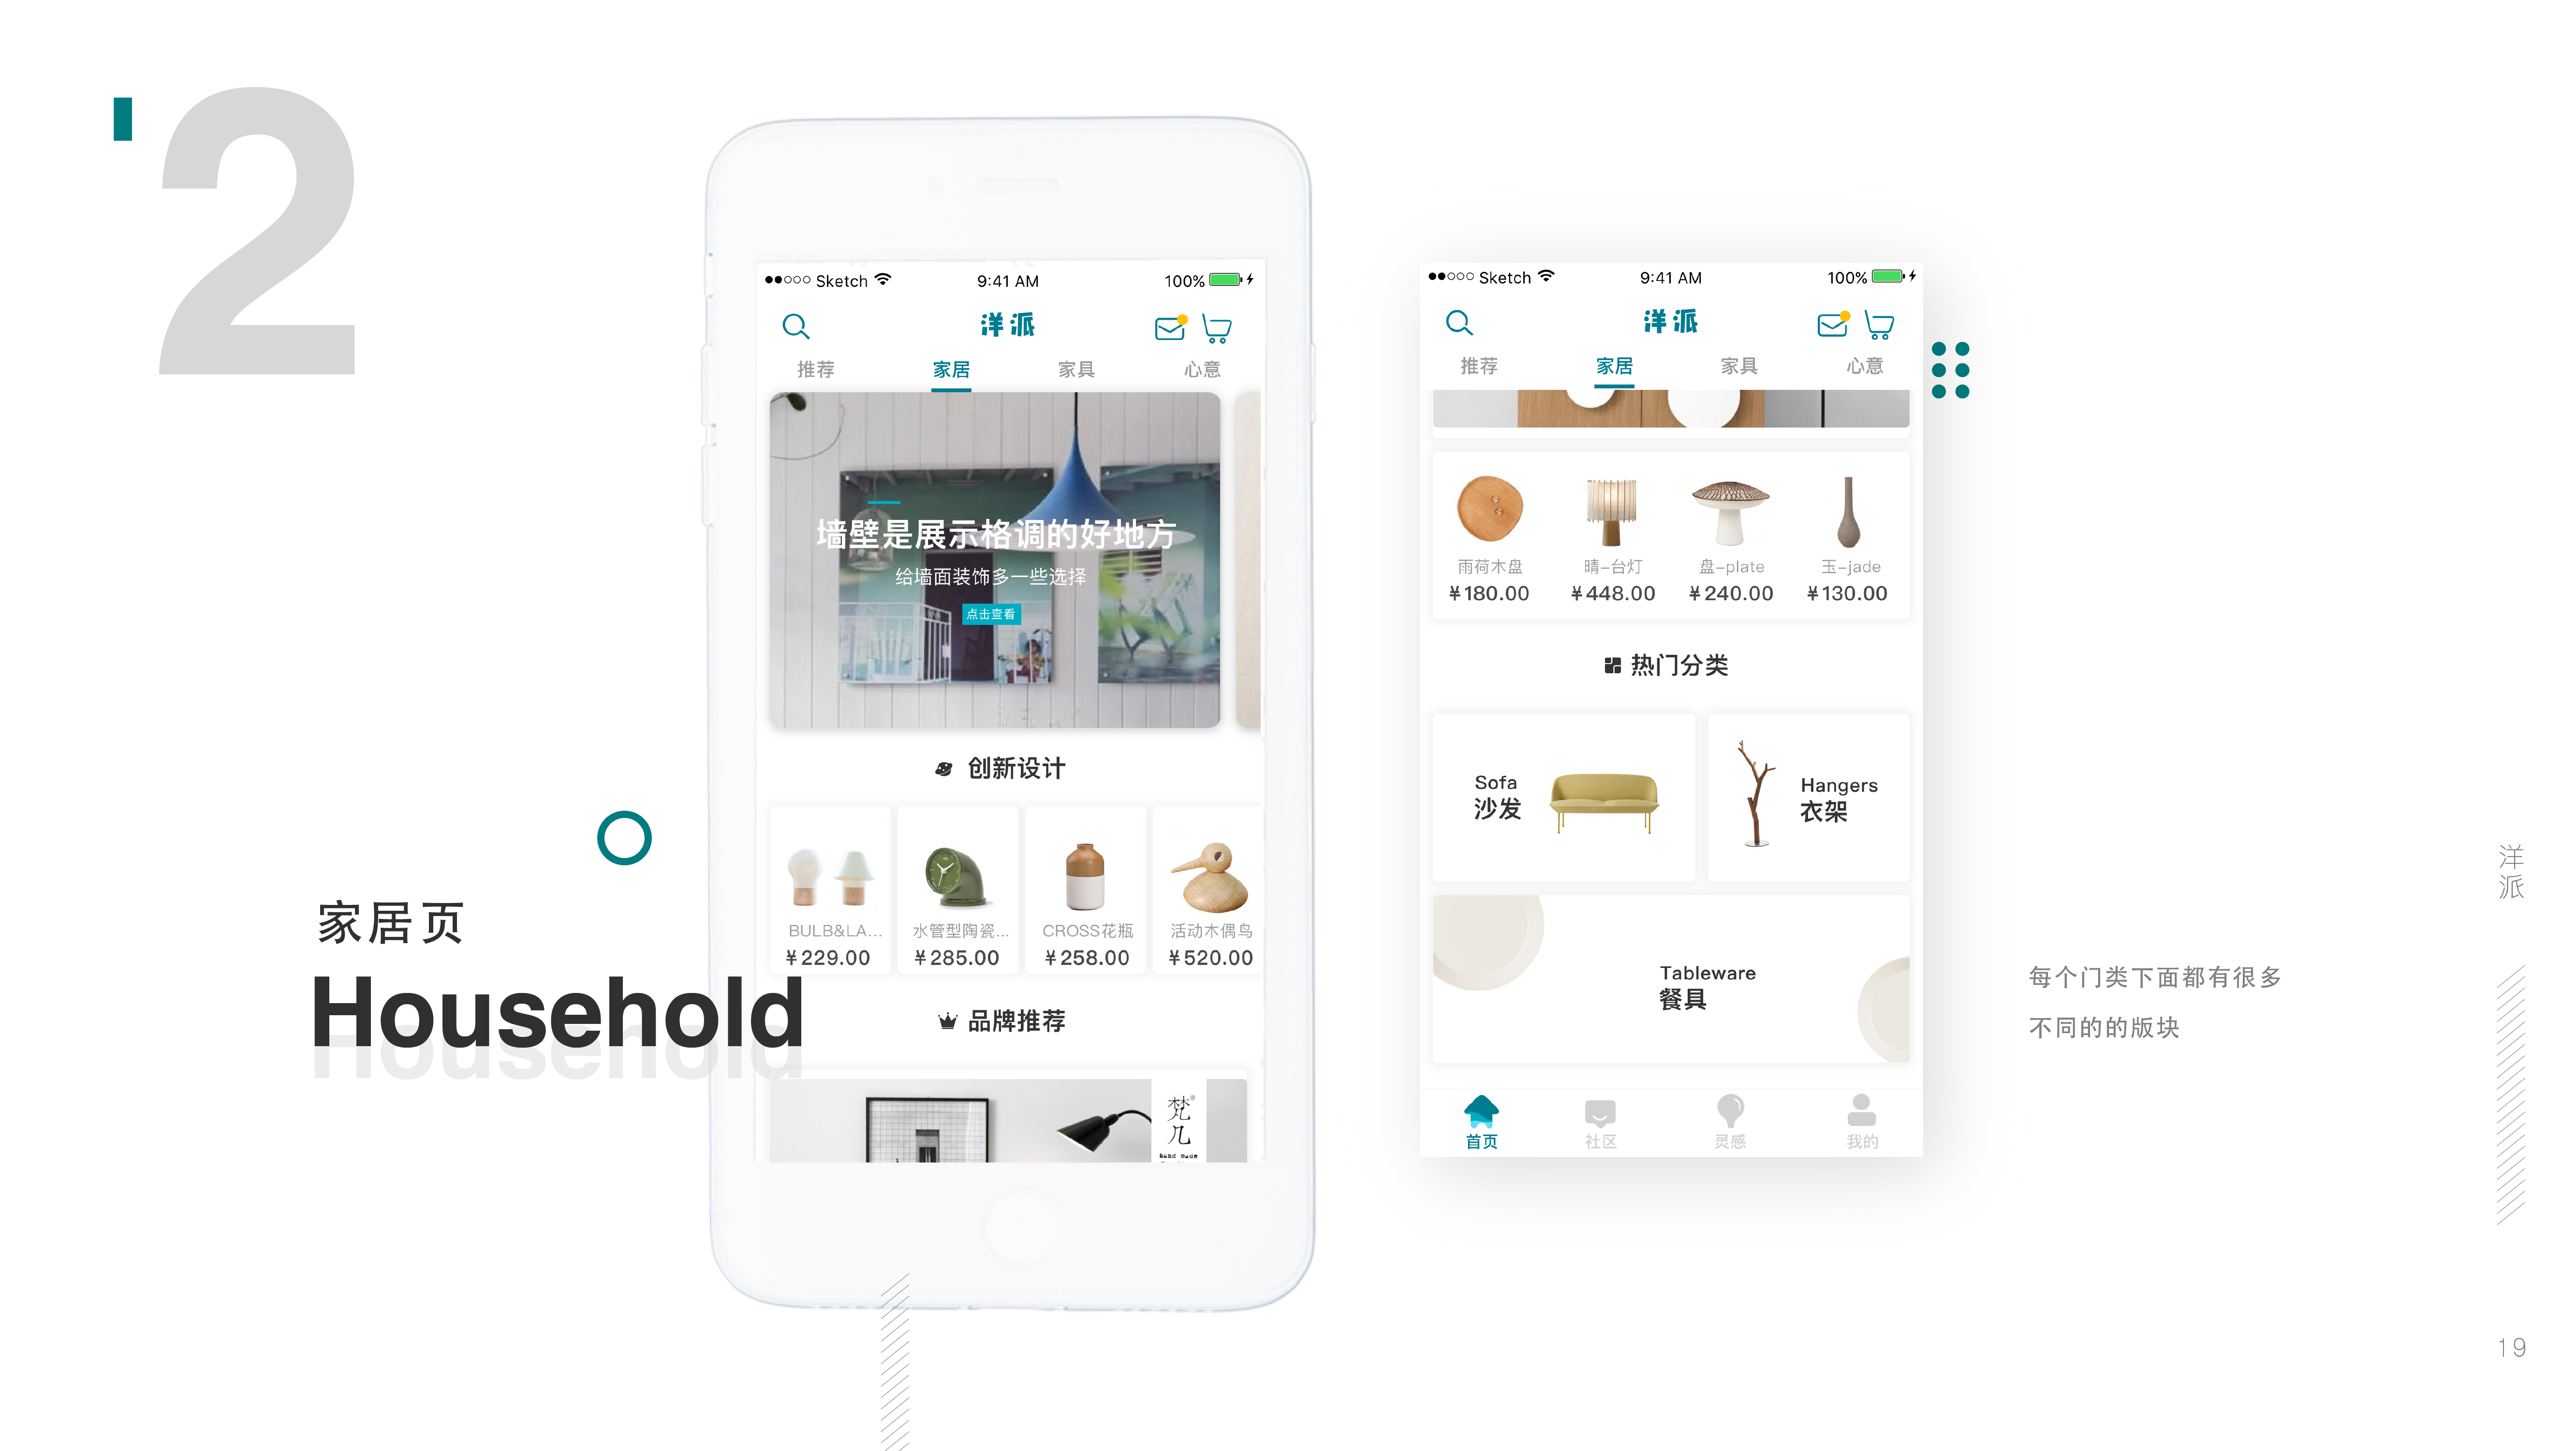 2
家居页
Household
Sketch 9:41 AM 100%
洋派
推荐 家居 家具 心意
墙壁是展示格调的好地方
给墙面装饰多一些选择
点击查看
创新设计
BULB&LA... 水管型陶瓷... CROSS花瓶 活动木偶鸟
¥229.00 ¥285.00 ¥258.00 ¥520.00
品牌推荐
梵几®
hand made
Sketch 9:41 AM 100%
洋派
推荐 家居 家具 心意
雨荷木盘 晴-台灯 盘-plate 玉-jade
¥180.00 ¥448.00 ¥240.00 ¥130.00
热门分类
Sofa
沙发
Hangers
衣架
Tableware
餐具
首页 社区 灵感 我的
每个门类下面都有很多
不同的的版块
洋派
19